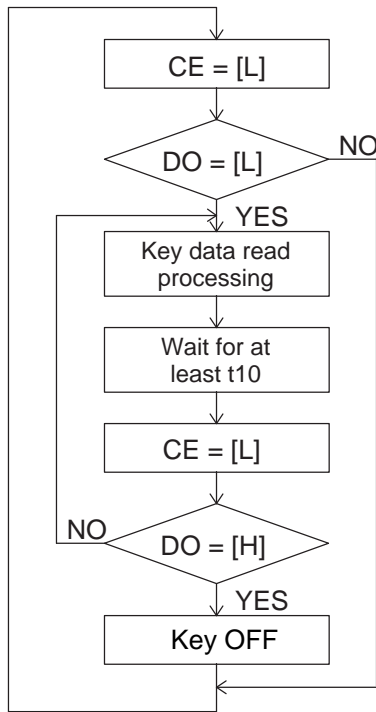 CE = [L]
DO = [L]
NO
YES
Key data read
processing
Wait for at
least t10
CE = [L]
NO
DO = [H]
YES
Key OFF